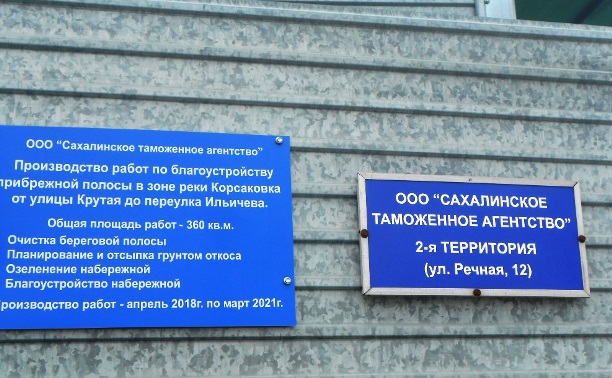 ООО "Сахалинское таможенное агентство"
Производство работ по благоустройству
прибрежной полосы в зоне реки Корсаковка
от улицы Крутая до переулка Ильичева.
Общая площадь работ - 360 кв.м.
Очистка береговой полосы
Планирование и отсыпка грунтом откоса
Озеленение набережной
Благоустройство набережной
Производство работ - апрель 2018г. по март 2021г.
ООО "САХАЛИНСКОЕ
ТАМОЖЕННОЕ АГЕНТСТВО"
2-я ТЕРРИТОРИЯ
(ул. Речная, 12)